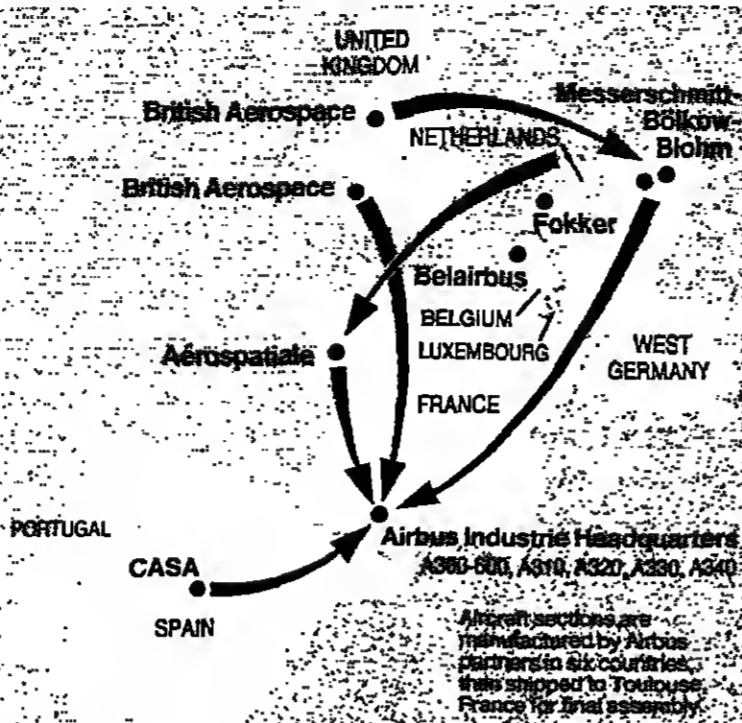 UNITED
KINGDOM
British Aerospace
Messerschmitt-
Bölkow-
Blohm
NETHERLANDS
British Aerospace
Fokker
Belairbus
BELGIUM
LUXEMBOURG
Aérospatiale
WEST
GERMANY
FRANCE
PORTUGAL
Airbus Industrie Headquarters
A300-600, A310, A320, A330, A340
CASA
SPAIN
Aircraft sections are
manufactured by Airbus
partners in six countries,
then shipped to Toulouse
France for final assembly.